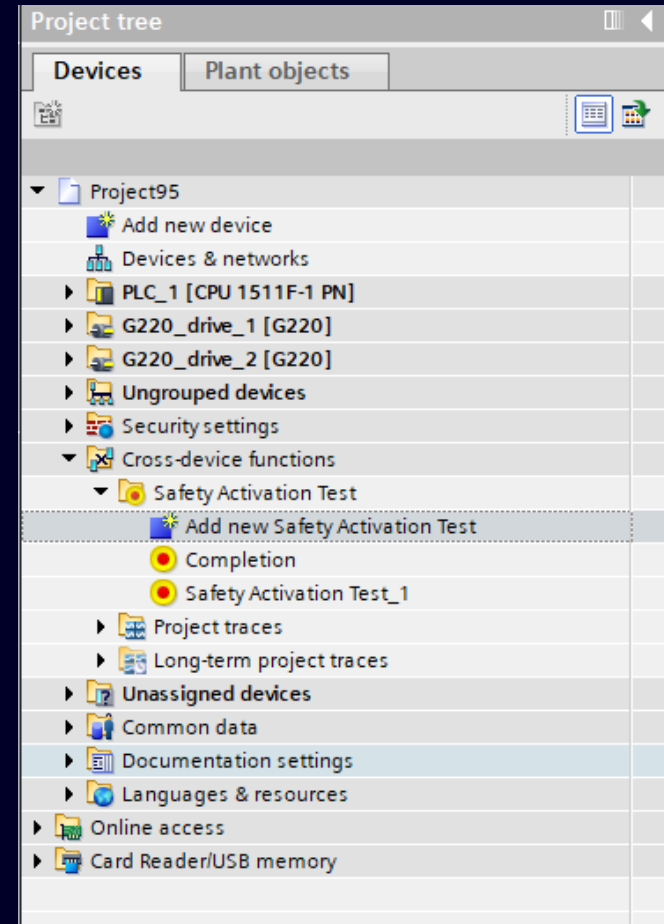 Project tree
Devices
Plant objects
Project95
Add new device
Devices & networks
PLC_1 [CPU 1511F-1 PN]
G220_drive_1 [G220]
G220_drive_2 [G220]
Ungrouped devices
Security settings
Cross-device functions
Safety Activation Test
Add new Safety Activation Test
Completion
Safety Activation Test_1
Project traces
Long-term project traces
Unassigned devices
Common data
Documentation settings
Languages & resources
Online access
Card Reader/USB memory